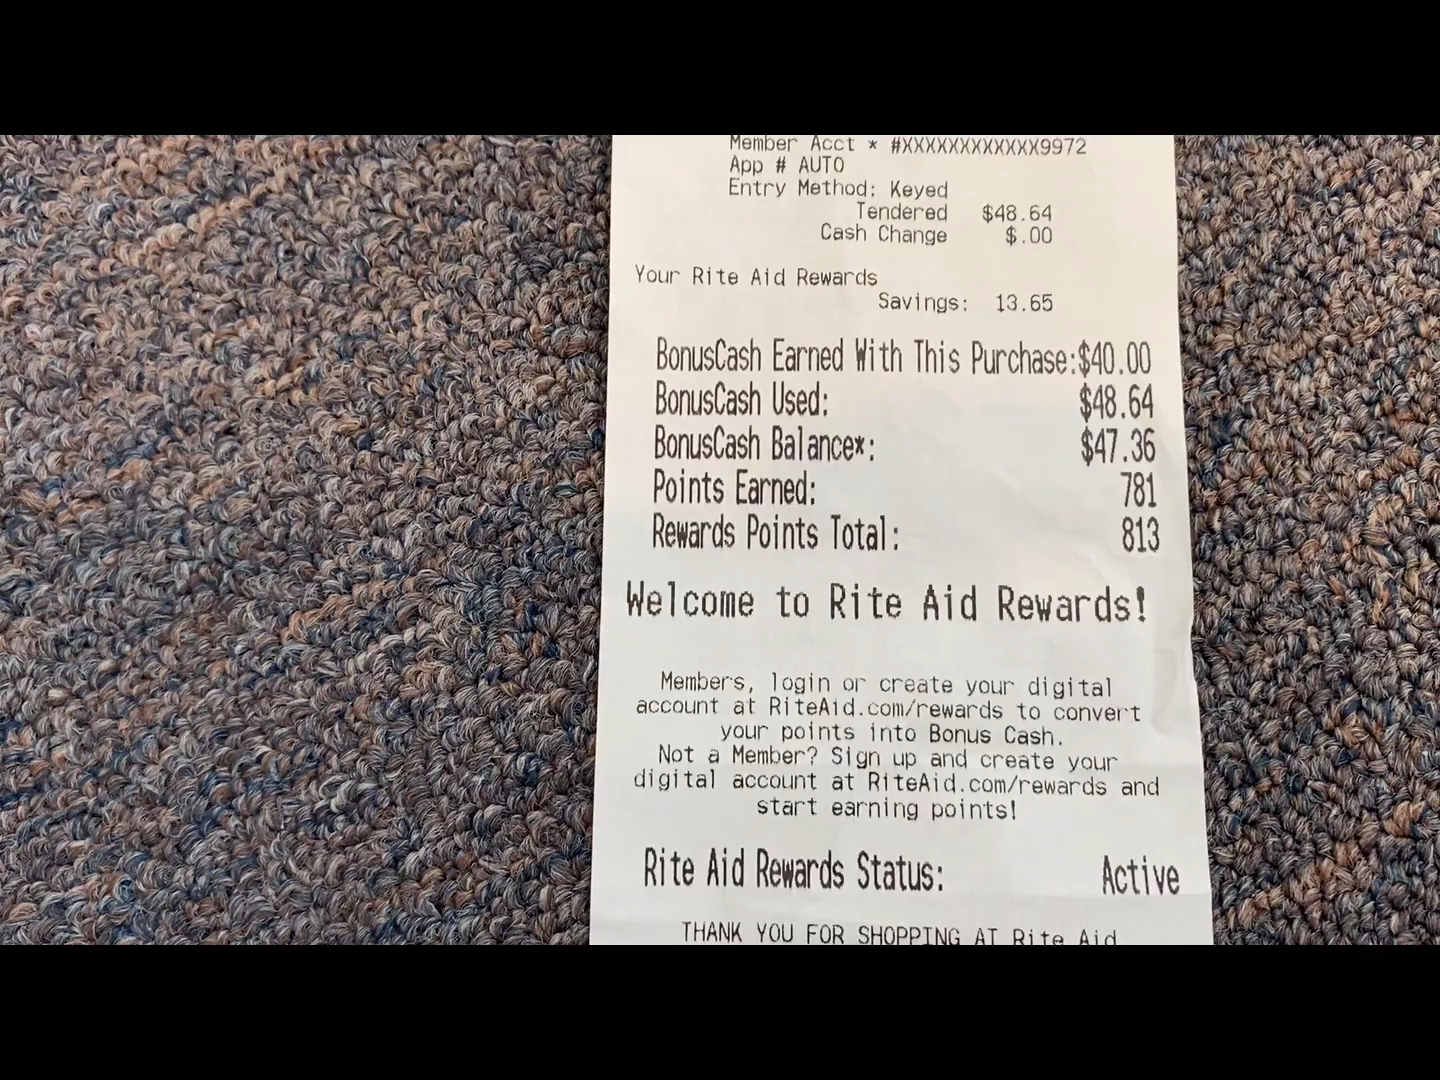 Member Acct * #XXXXXXXXXXXX9972
App # AUTO
Entry Method: Keyed
Tendered $48.64
Cash Change $.00
Your Rite Aid Rewards
Savings: 13.65
BonusCash Earned With This Purchase:$40.00
BonusCash Used: $48.64
BonusCash Balance*: $47.36
Points Earned: 781
Rewards Points Total: 813
Welcome to Rite Aid Rewards!
Members, login or create your digital
account at RiteAid.com/rewards to convert
your points into Bonus Cash.
Not a Member? Sign up and create your
digital account at RiteAid.com/rewards and
start earning points!
Rite Aid Rewards Status: Active
THANK YOU FOR SHOPPING AT Rite Aid